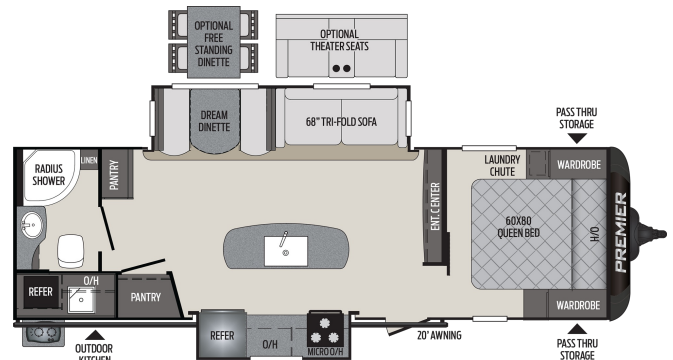 OPTIONAL
FREE
STANDING
DINETTE
OPTIONAL
THEATER SEATS
DREAM
DINETTE
68" TRI-FOLD SOFA
PASS THRU
STORAGE
RADIUS
SHOWER
LINEN
PANTRY
ENT. CENTER
LAUNDRY
CHUTE
WARDROBE
60X80
QUEEN BED
H/O
PREMIER
REFER
O/H
PANTRY
OUTDOOR
KITCHEN
REFER
O/H
MICRO O/H
20' AWNING
WARDROBE
PASS THRU
STORAGE